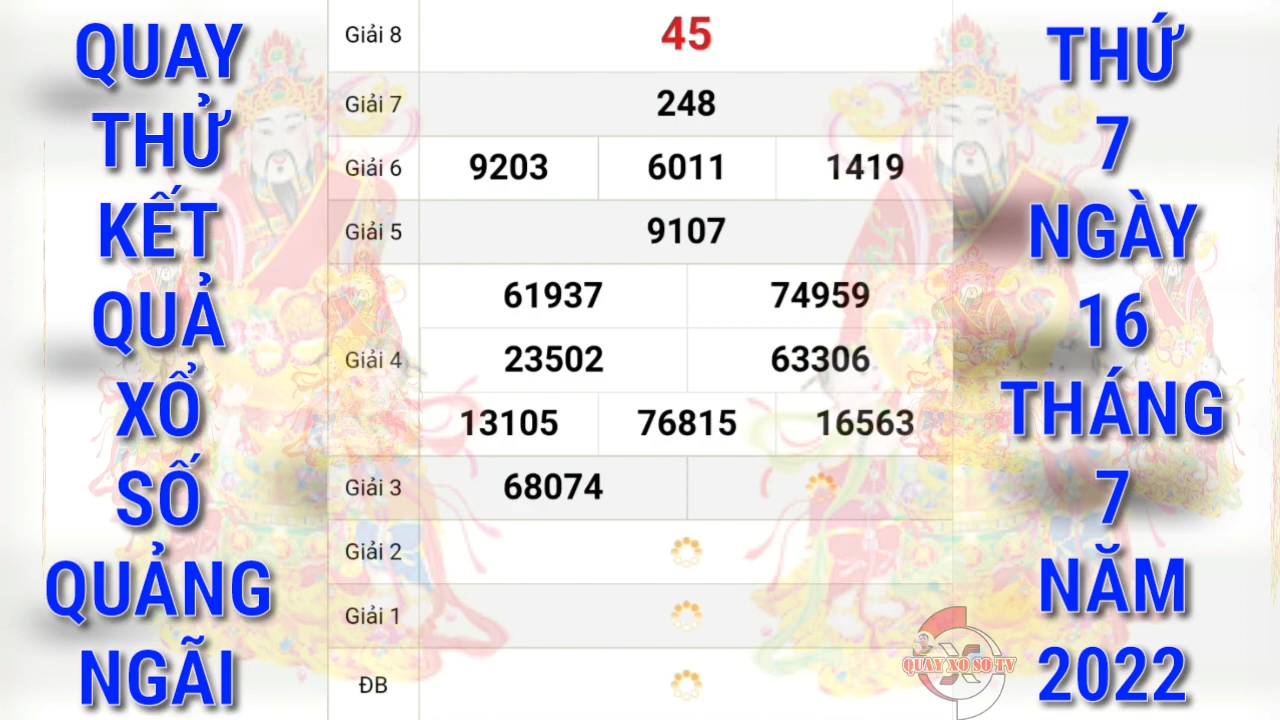 QUAY
THỬ
KẾT
QUẢ
XỔ
SỐ
QUẢNG
NGÃI
Giải 8 45
Giải 7 248
Giải 6 9203 6011 1419
Giải 5 9107
61937 74959
Giải 4 23502 63306
13105 76815 16563
Giải 3 68074
Giải 2
Giải 1
ĐB
THỨ
7
NGÀY
16
THÁNG
7
NĂM
2022
QUAY XO SO TV